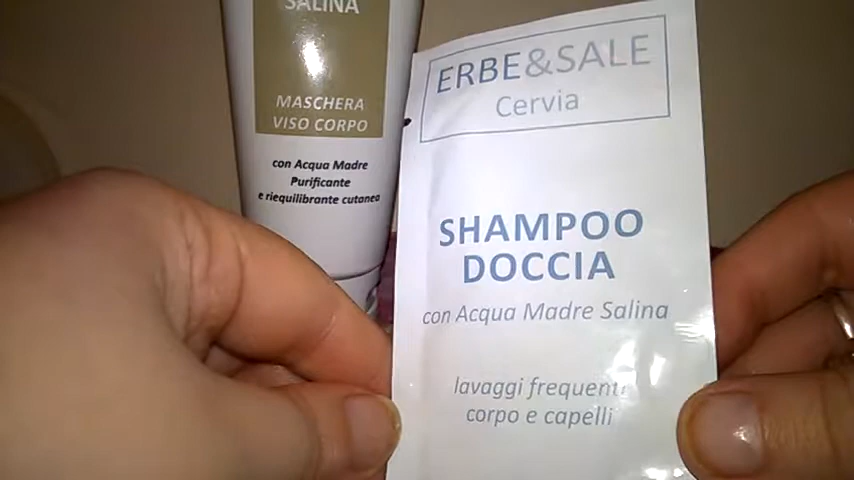 SALINA
MASCHERA
VISO CORPO
con Acqua Madre
Purificante
e riequilibrante cutaneo
ERBE&SALE
Cervia
SHAMPOO
DOCCIA
con Acqua Madre Salina
lavaggi frequenti
corpo e capelli